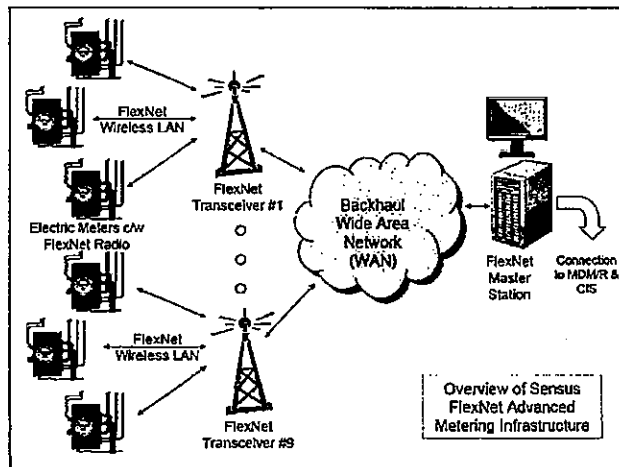 FlexNet
Wireless LAN
FlexNet
Transceiver #1
Electric Meters c/w
FlexNet Radio
Backhaul
Wide Area
Network
(WAN)
FlexNet
Master
Station
Connection
to MDM/R &
CIS
FlexNet
Wireless LAN
FlexNet
Transceiver #9
Overview of Sensus
FlexNet Advanced
Metering Infrastructure